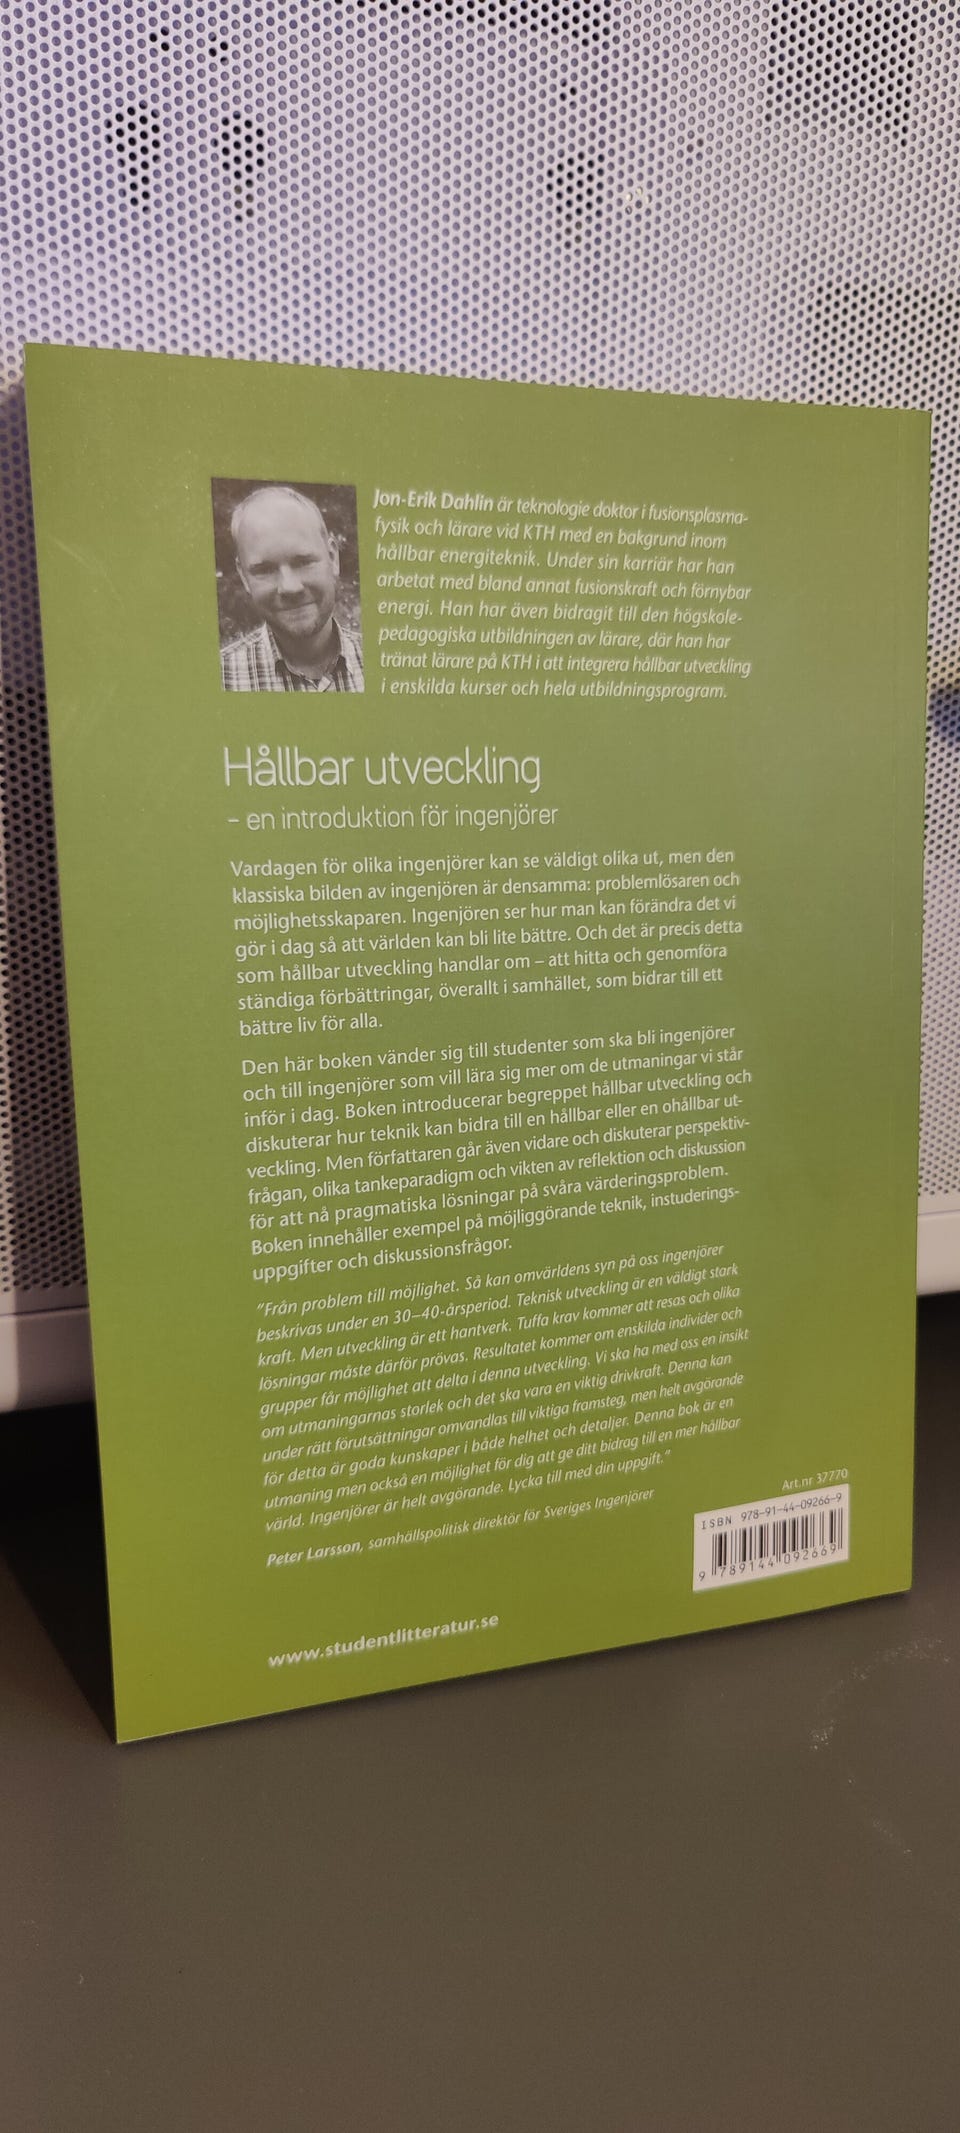 Jon-Erik Dahlin är teknologie doktor i fusionsplasma-
fysik och lärare vid KTH med en bakgrund inom
hållbar energiteknik. Under sin karriär har han
arbetat med bland annat fusionskraft och förnybar
energi. Han har även bidragit till den högskole-
pedagogiska utbildningen av lärare, där han har
tränat lärare på KTH i att integrera hållbar utveckling
i enskilda kurser och hela utbildningsprogram.
Hållbar utveckling
– en introduktion för ingenjörer
Vardagen för olika ingenjörer kan se väldigt olika ut, men den
klassiska bilden av ingenjören är densamma: problemlösaren och
möjlighetsskaparen. Ingenjören ser hur man kan förändra det vi
gör i dag så att världen kan bli lite bättre. Och det är precis detta
som hållbar utveckling handlar om – att hitta och genomföra
ständiga förbättringar, överallt i samhället, som bidrar till ett
bättre liv för alla.
Den här boken vänder sig till studenter som ska bli ingenjörer
och till ingenjörer som vill lära sig mer om de utmaningar vi står
inför i dag. Boken introducerar begreppet hållbar utveckling och
diskuterar hur teknik kan bidra till en hållbar eller en ohållbar ut-
veckling. Men författaren går även vidare och diskuterar perspektiv-
frågan, olika tankeparadigm och vikten av reflektion och diskussion
för att nå pragmatiska lösningar på svåra värderingsproblem.
Boken innehåller exempel på möjliggörande teknik, instuderings-
uppgifter och diskussionsfrågor.
”Från problem till möjlighet. Så kan omvärldens syn på oss ingenjörer
beskrivas under en 30–40-årsperiod. Teknisk utveckling är en väldigt stark
kraft. Men utveckling är ett hantverk. Tuffa krav kommer att resas och olika
lösningar måste därför prövas. Resultatet kommer om enskilda individer och
grupper får möjlighet att delta i denna utveckling. Vi ska ha med oss en insikt
om utmaningarnas storlek och det ska vara en viktig drivkraft. Denna kan
under rätt förutsättningar omvandlas till viktiga framsteg, men helt avgörande
för detta är goda kunskaper i både helhet och detaljer. Denna bok är en
utmaning men också en möjlighet för dig att ge ditt bidrag till en mer hållbar
värld. Ingenjörer är helt avgörande. Lycka till med din uppgift.”
Peter Larsson, samhällspolitisk direktör för Sveriges Ingenjörer
Art.nr 37770
ISBN 978-91-44-09266-9
9 789144 092669
www.studentlitteratur.se